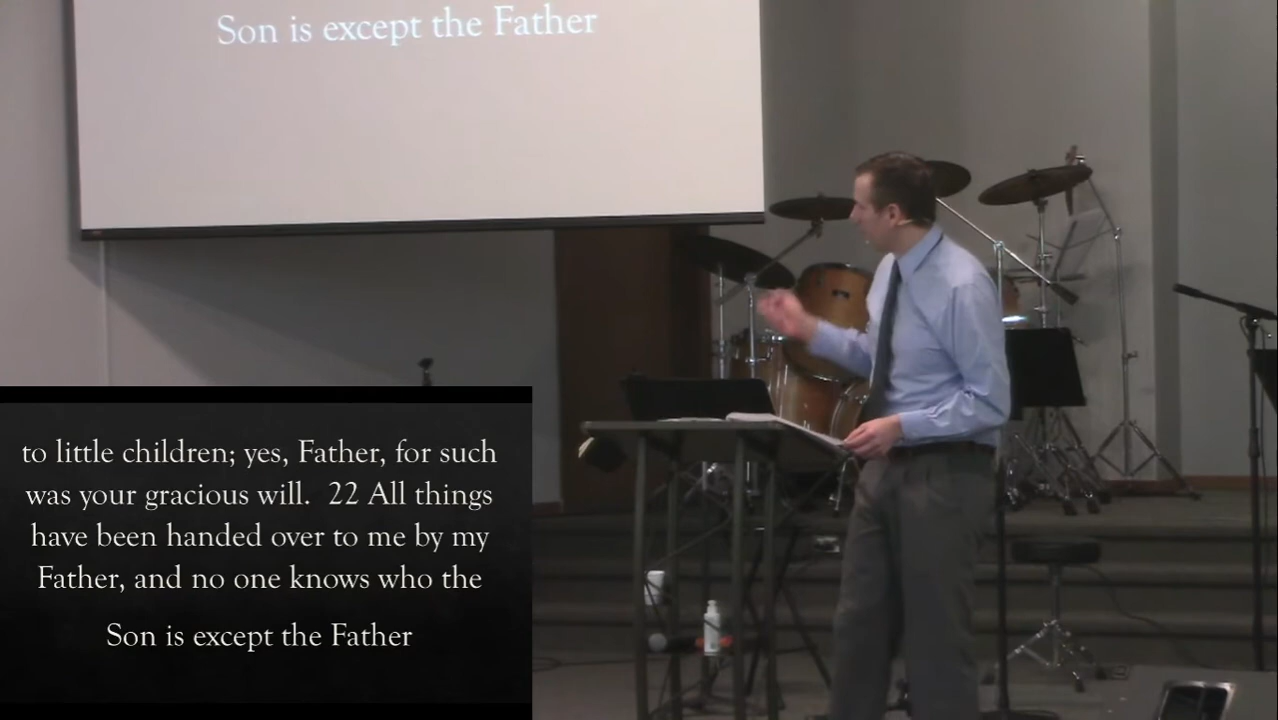 Son is except the Father
to little children; yes, Father, for such
was your gracious will. 22 All things
have been handed over to me by my
Father, and no one knows who the
Son is except the Father